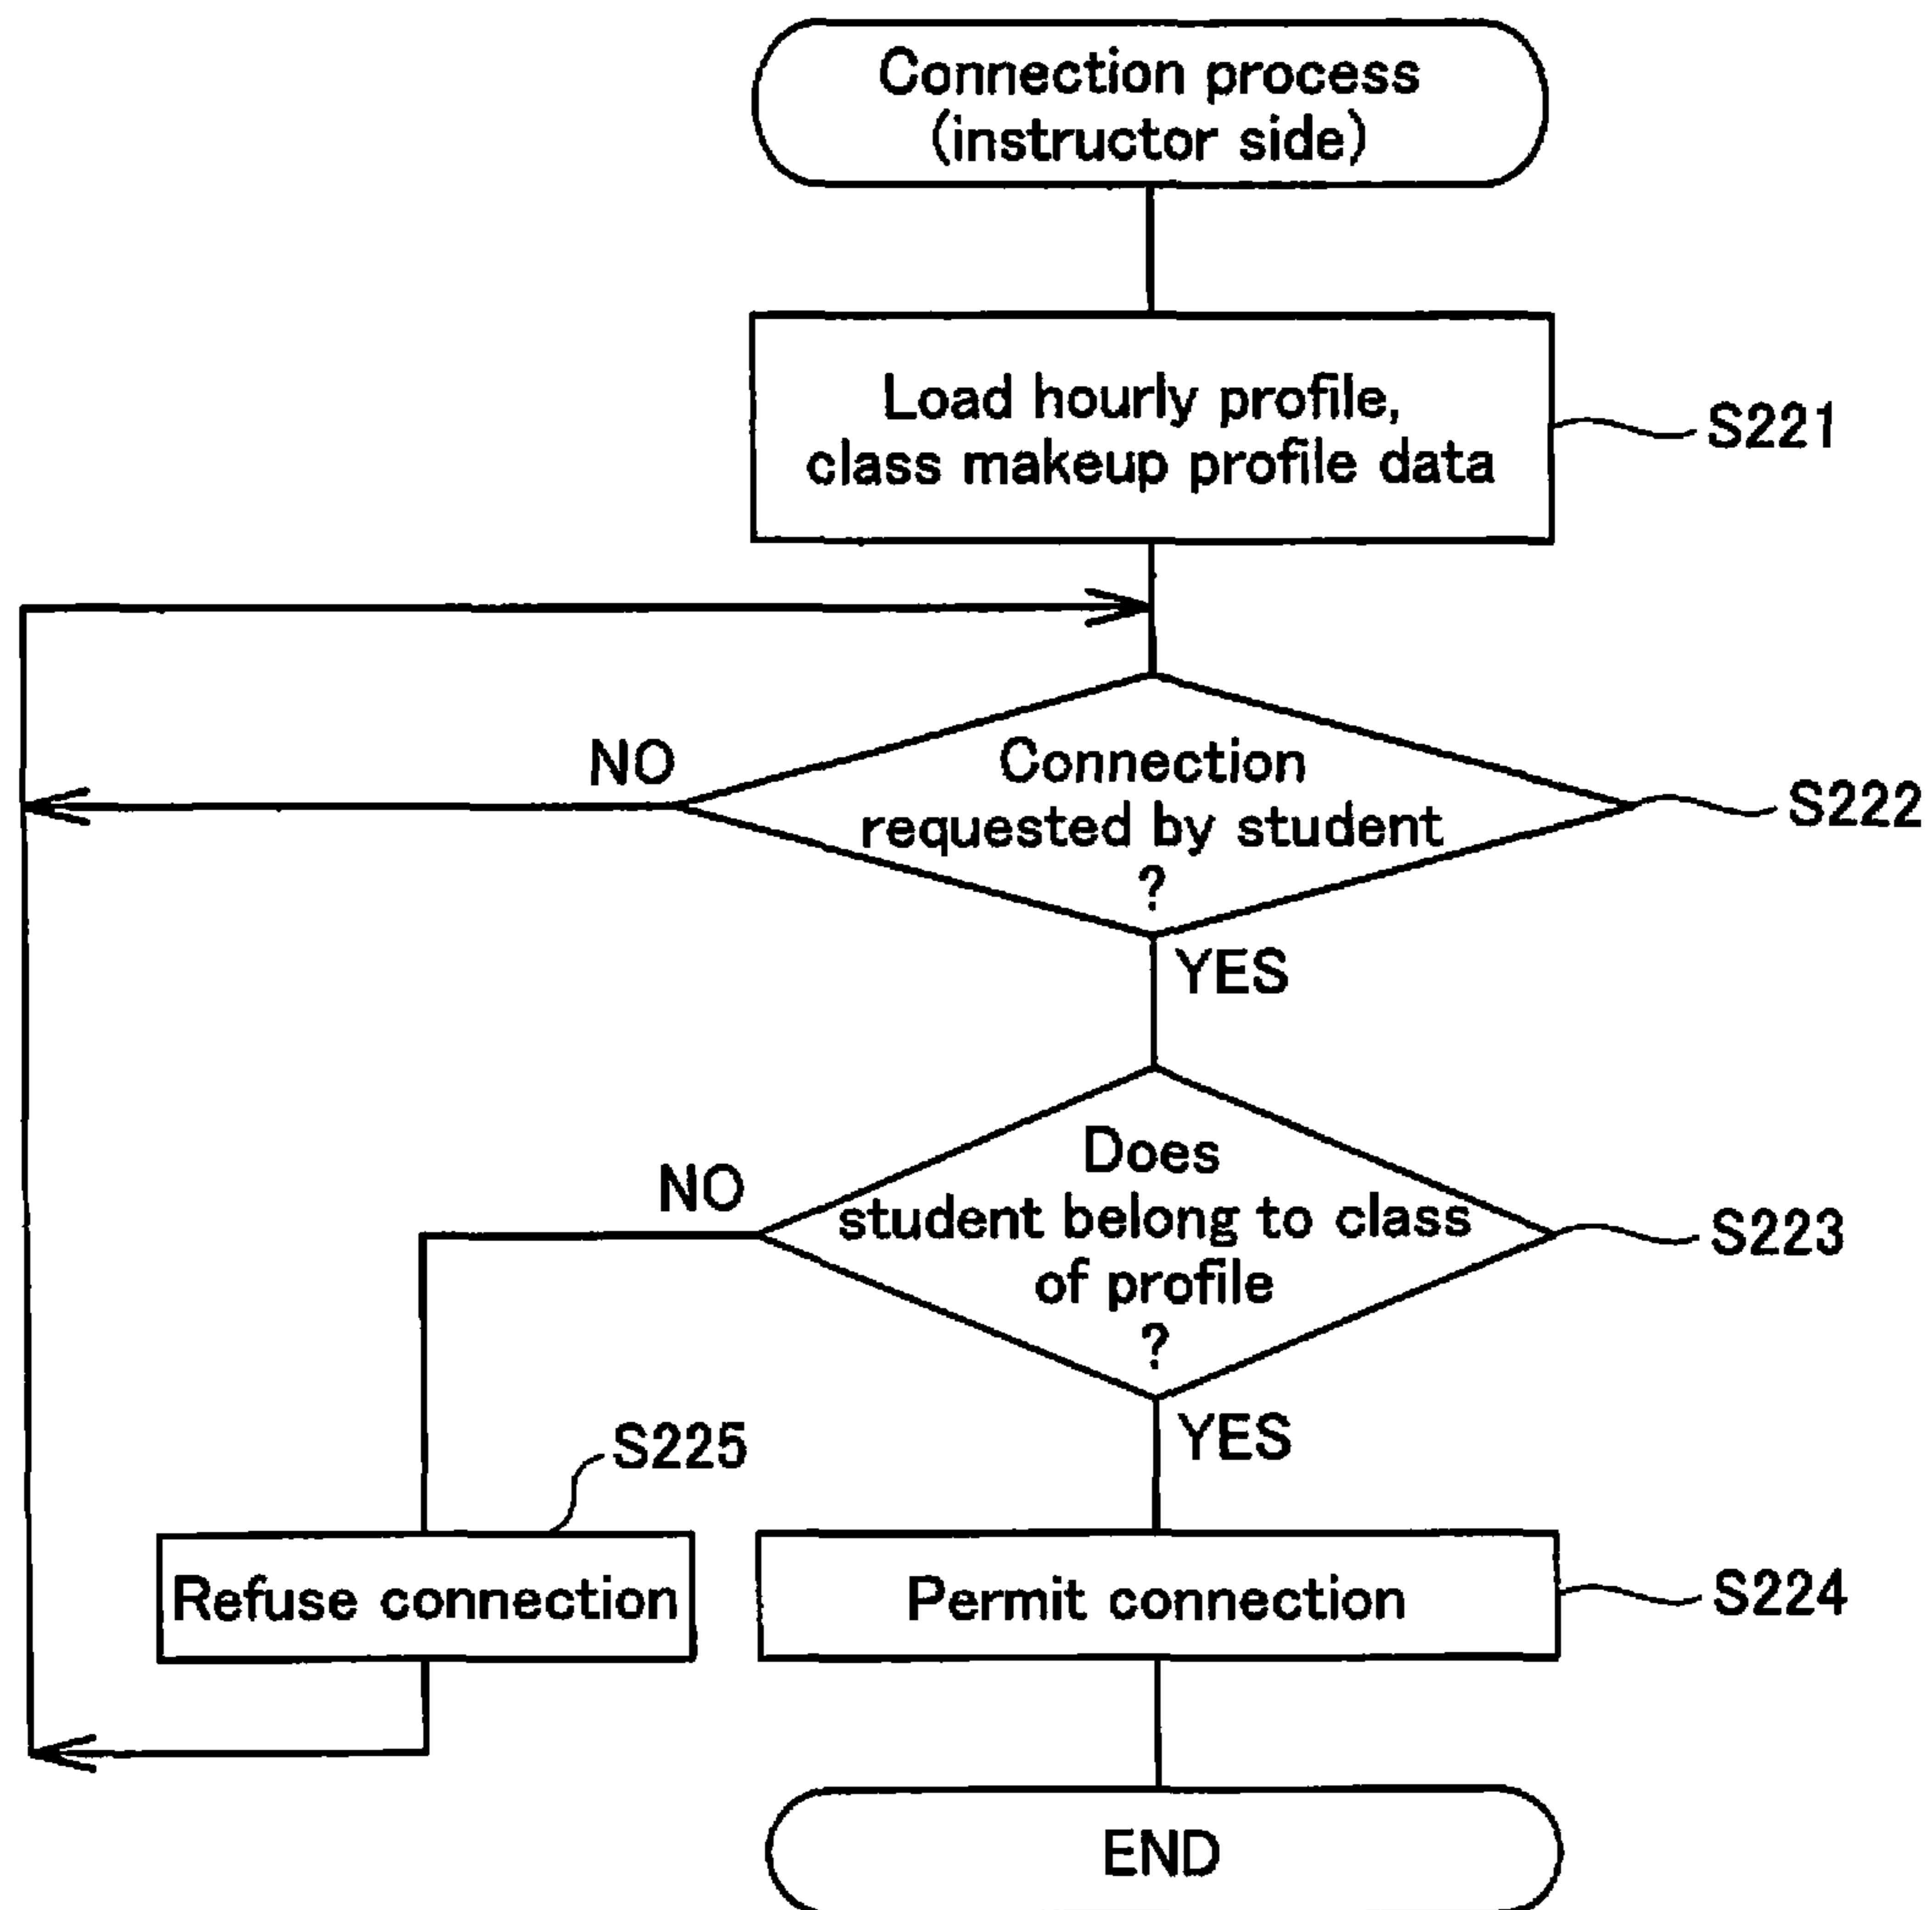 Connection process
(instructor side)
Load hourly profile,
class makeup profile data
S221
NO
Connection
requested by student
?
S222
YES
NO
Does
student belong to class
of profile
?
S223
YES
S225
Refuse connection
Permit connection
S224
END